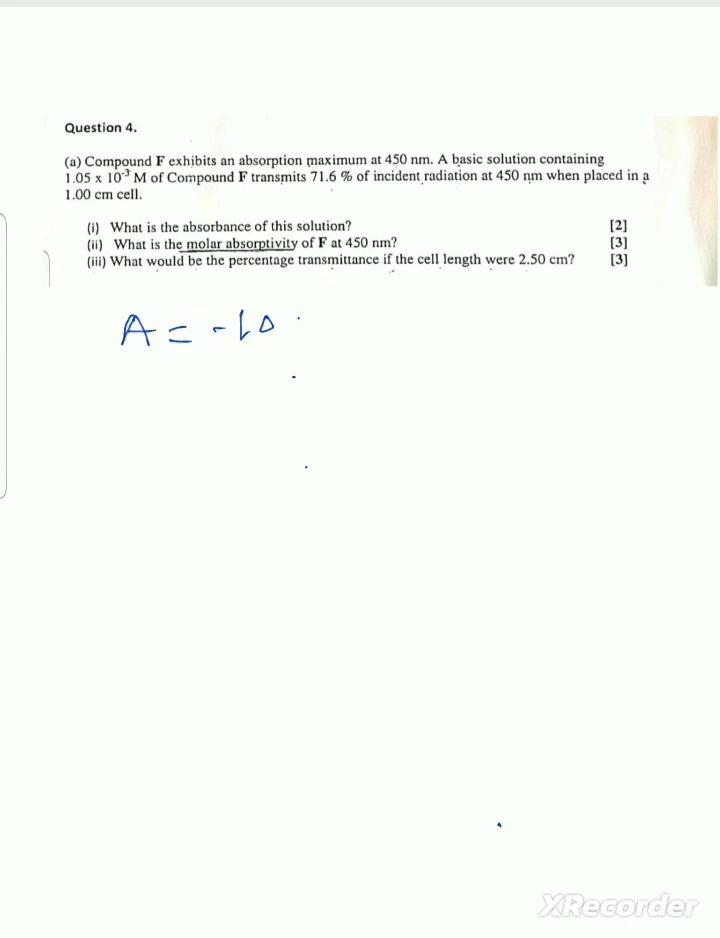 Question 4.
(a) Compound F exhibits an absorption maximum at 450 nm. A basic solution containing
1.05 x 10⁻³ M of Compound F transmits 71.6 % of incident radiation at 450 nm when placed in a
1.00 cm cell.
(i) What is the absorbance of this solution? [2]
(ii) What is the molar absorptivity of F at 450 nm? [3]
(iii) What would be the percentage transmittance if the cell length were 2.50 cm? [3]
A = -lo
XRecorder